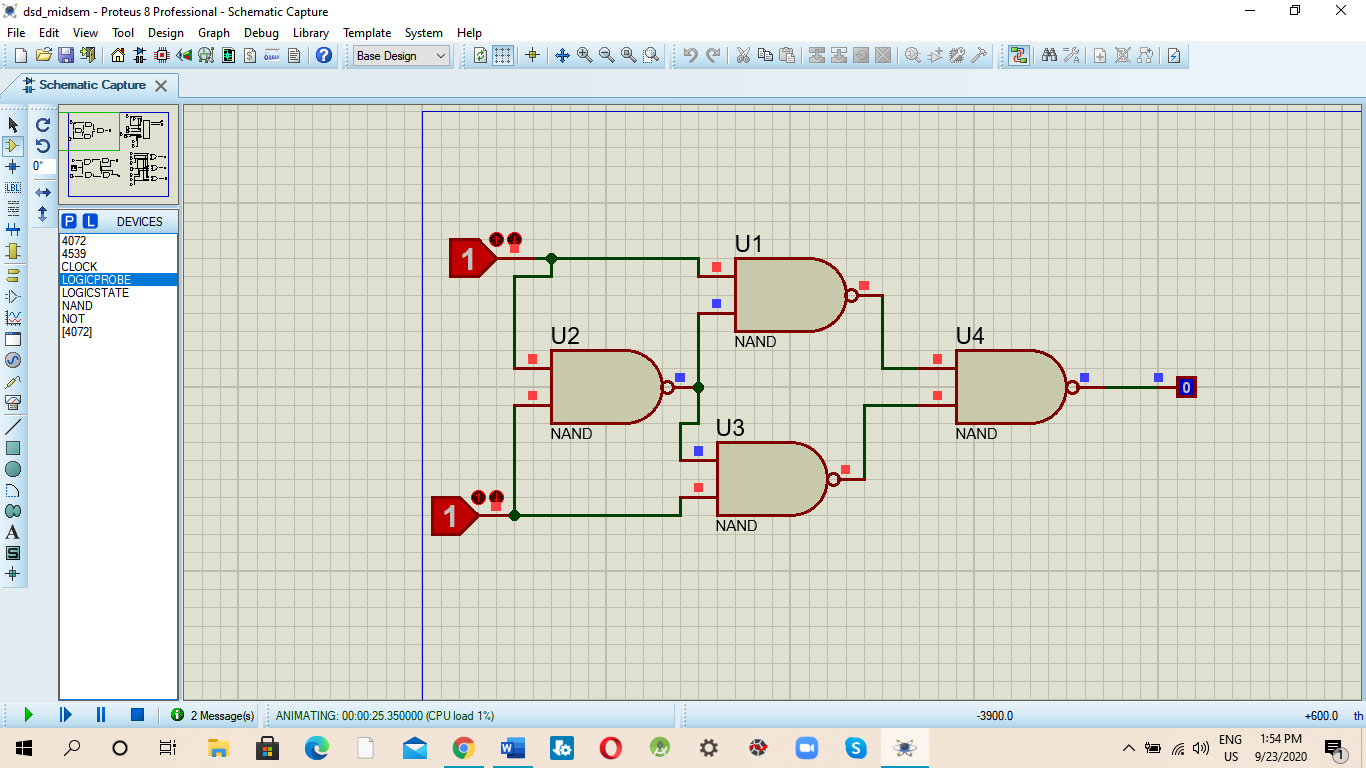 dsd_midsem - Proteus 8 Professional - Schematic Capture
File Edit View Tool Design Graph Debug Library Template System Help
Base Design
Schematic Capture
0°
LBL
P L DEVICES
4072
4539
CLOCK
LOGICPROBE
LOGICSTATE
NAND
NOT
[4072]
A
S
1
U1
NAND
U2
NAND
U3
NAND
U4
NAND
0
1
2 Message(s)
ANIMATING: 00:00:25.350000 (CPU load 1%)
-3900.0
+600.0
th
ENG
US
1:54 PM
9/23/2020
1